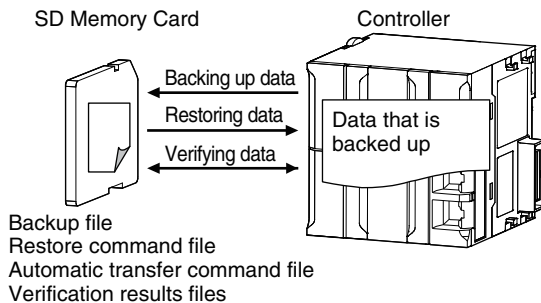 SD Memory Card
Controller
Backing up data
Restoring data
Verifying data
Data that is
backed up
Backup file
Restore command file
Automatic transfer command file
Verification results files